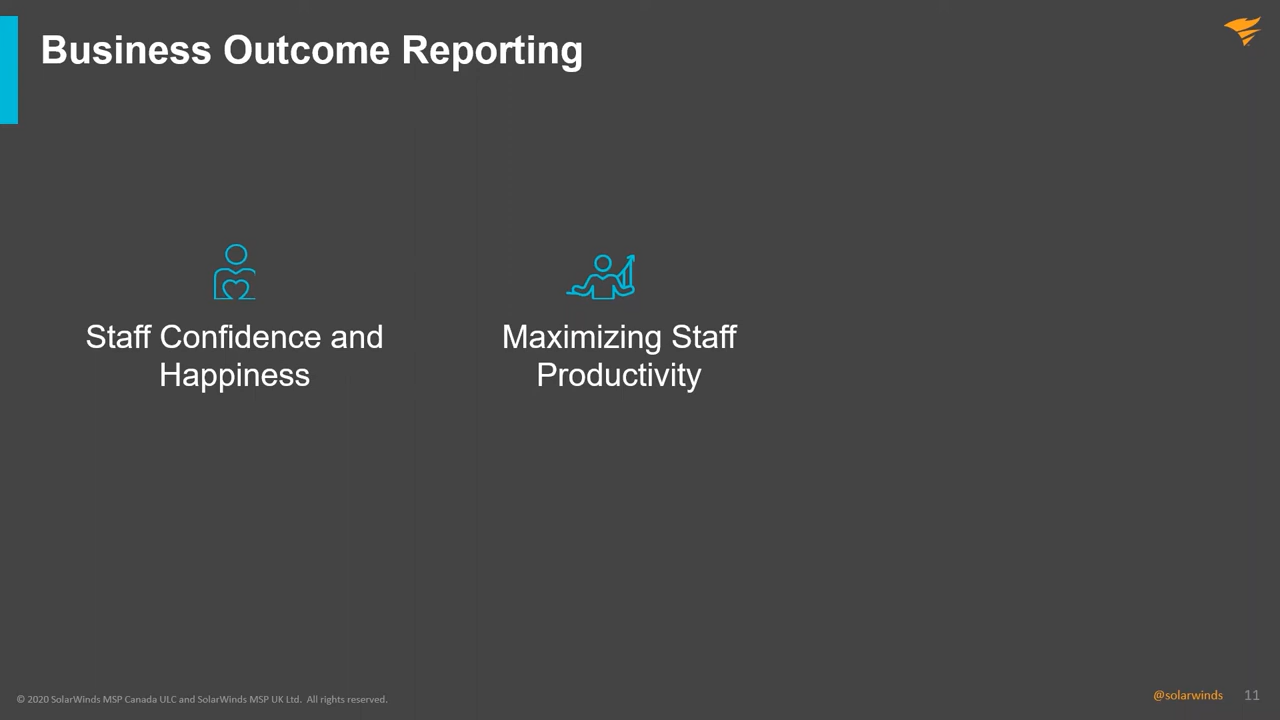 Business Outcome Reporting
Staff Confidence and
Happiness
Maximizing Staff
Productivity
© 2020 SolarWinds MSP Canada ULC and SolarWinds MSP UK Ltd.  All rights reserved.
@solarwinds
11